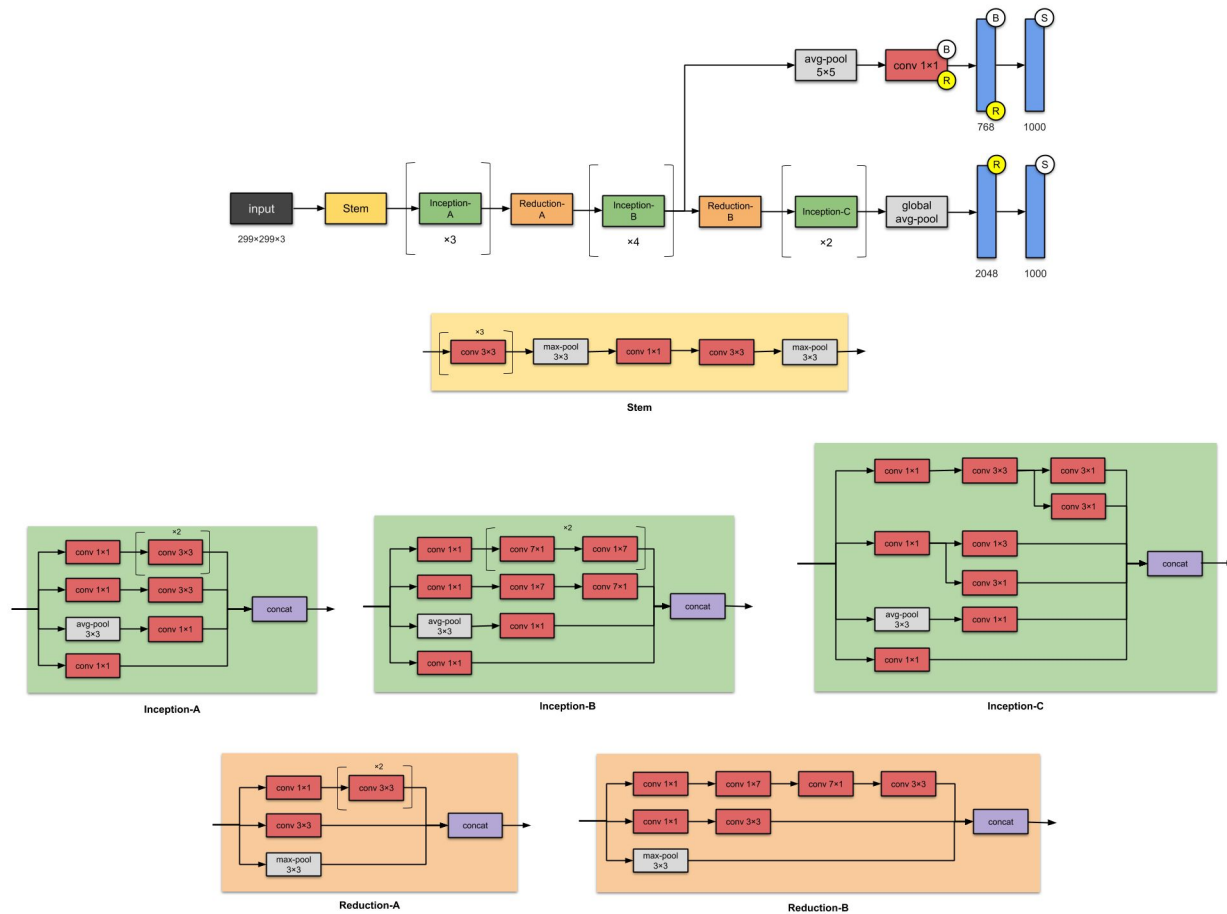 avg-pool
5×5
conv 1×1
B
R
B
R
768
S
1000
input
299×299×3
Stem
Inception-
A
×3
Reduction-
A
Inception-
B
×4
Reduction-
B
Inception-C
×2
global
avg-pool
R
2048
S
1000
×3
conv 3×3
max-pool
3×3
conv 1×1
conv 3×3
max-pool
3×3
Stem
×2
conv 1×1
conv 3×3
conv 1×1
conv 3×3
avg-pool
3×3
conv 1×1
conv 1×1
concat
Inception-A
×2
conv 1×1
conv 7×1
conv 1×7
conv 1×1
conv 1×7
conv 7×1
avg-pool
3×3
conv 1×1
conv 1×1
concat
Inception-B
conv 1×1
conv 3×3
conv 3×1
conv 3×1
conv 1×1
conv 1×3
conv 3×1
avg-pool
3×3
conv 1×1
conv 1×1
concat
Inception-C
×2
conv 1×1
conv 3×3
conv 3×3
max-pool
3×3
concat
Reduction-A
conv 1×1
conv 1×7
conv 7×1
conv 3×3
conv 1×1
conv 3×3
max-pool
3×3
concat
Reduction-B